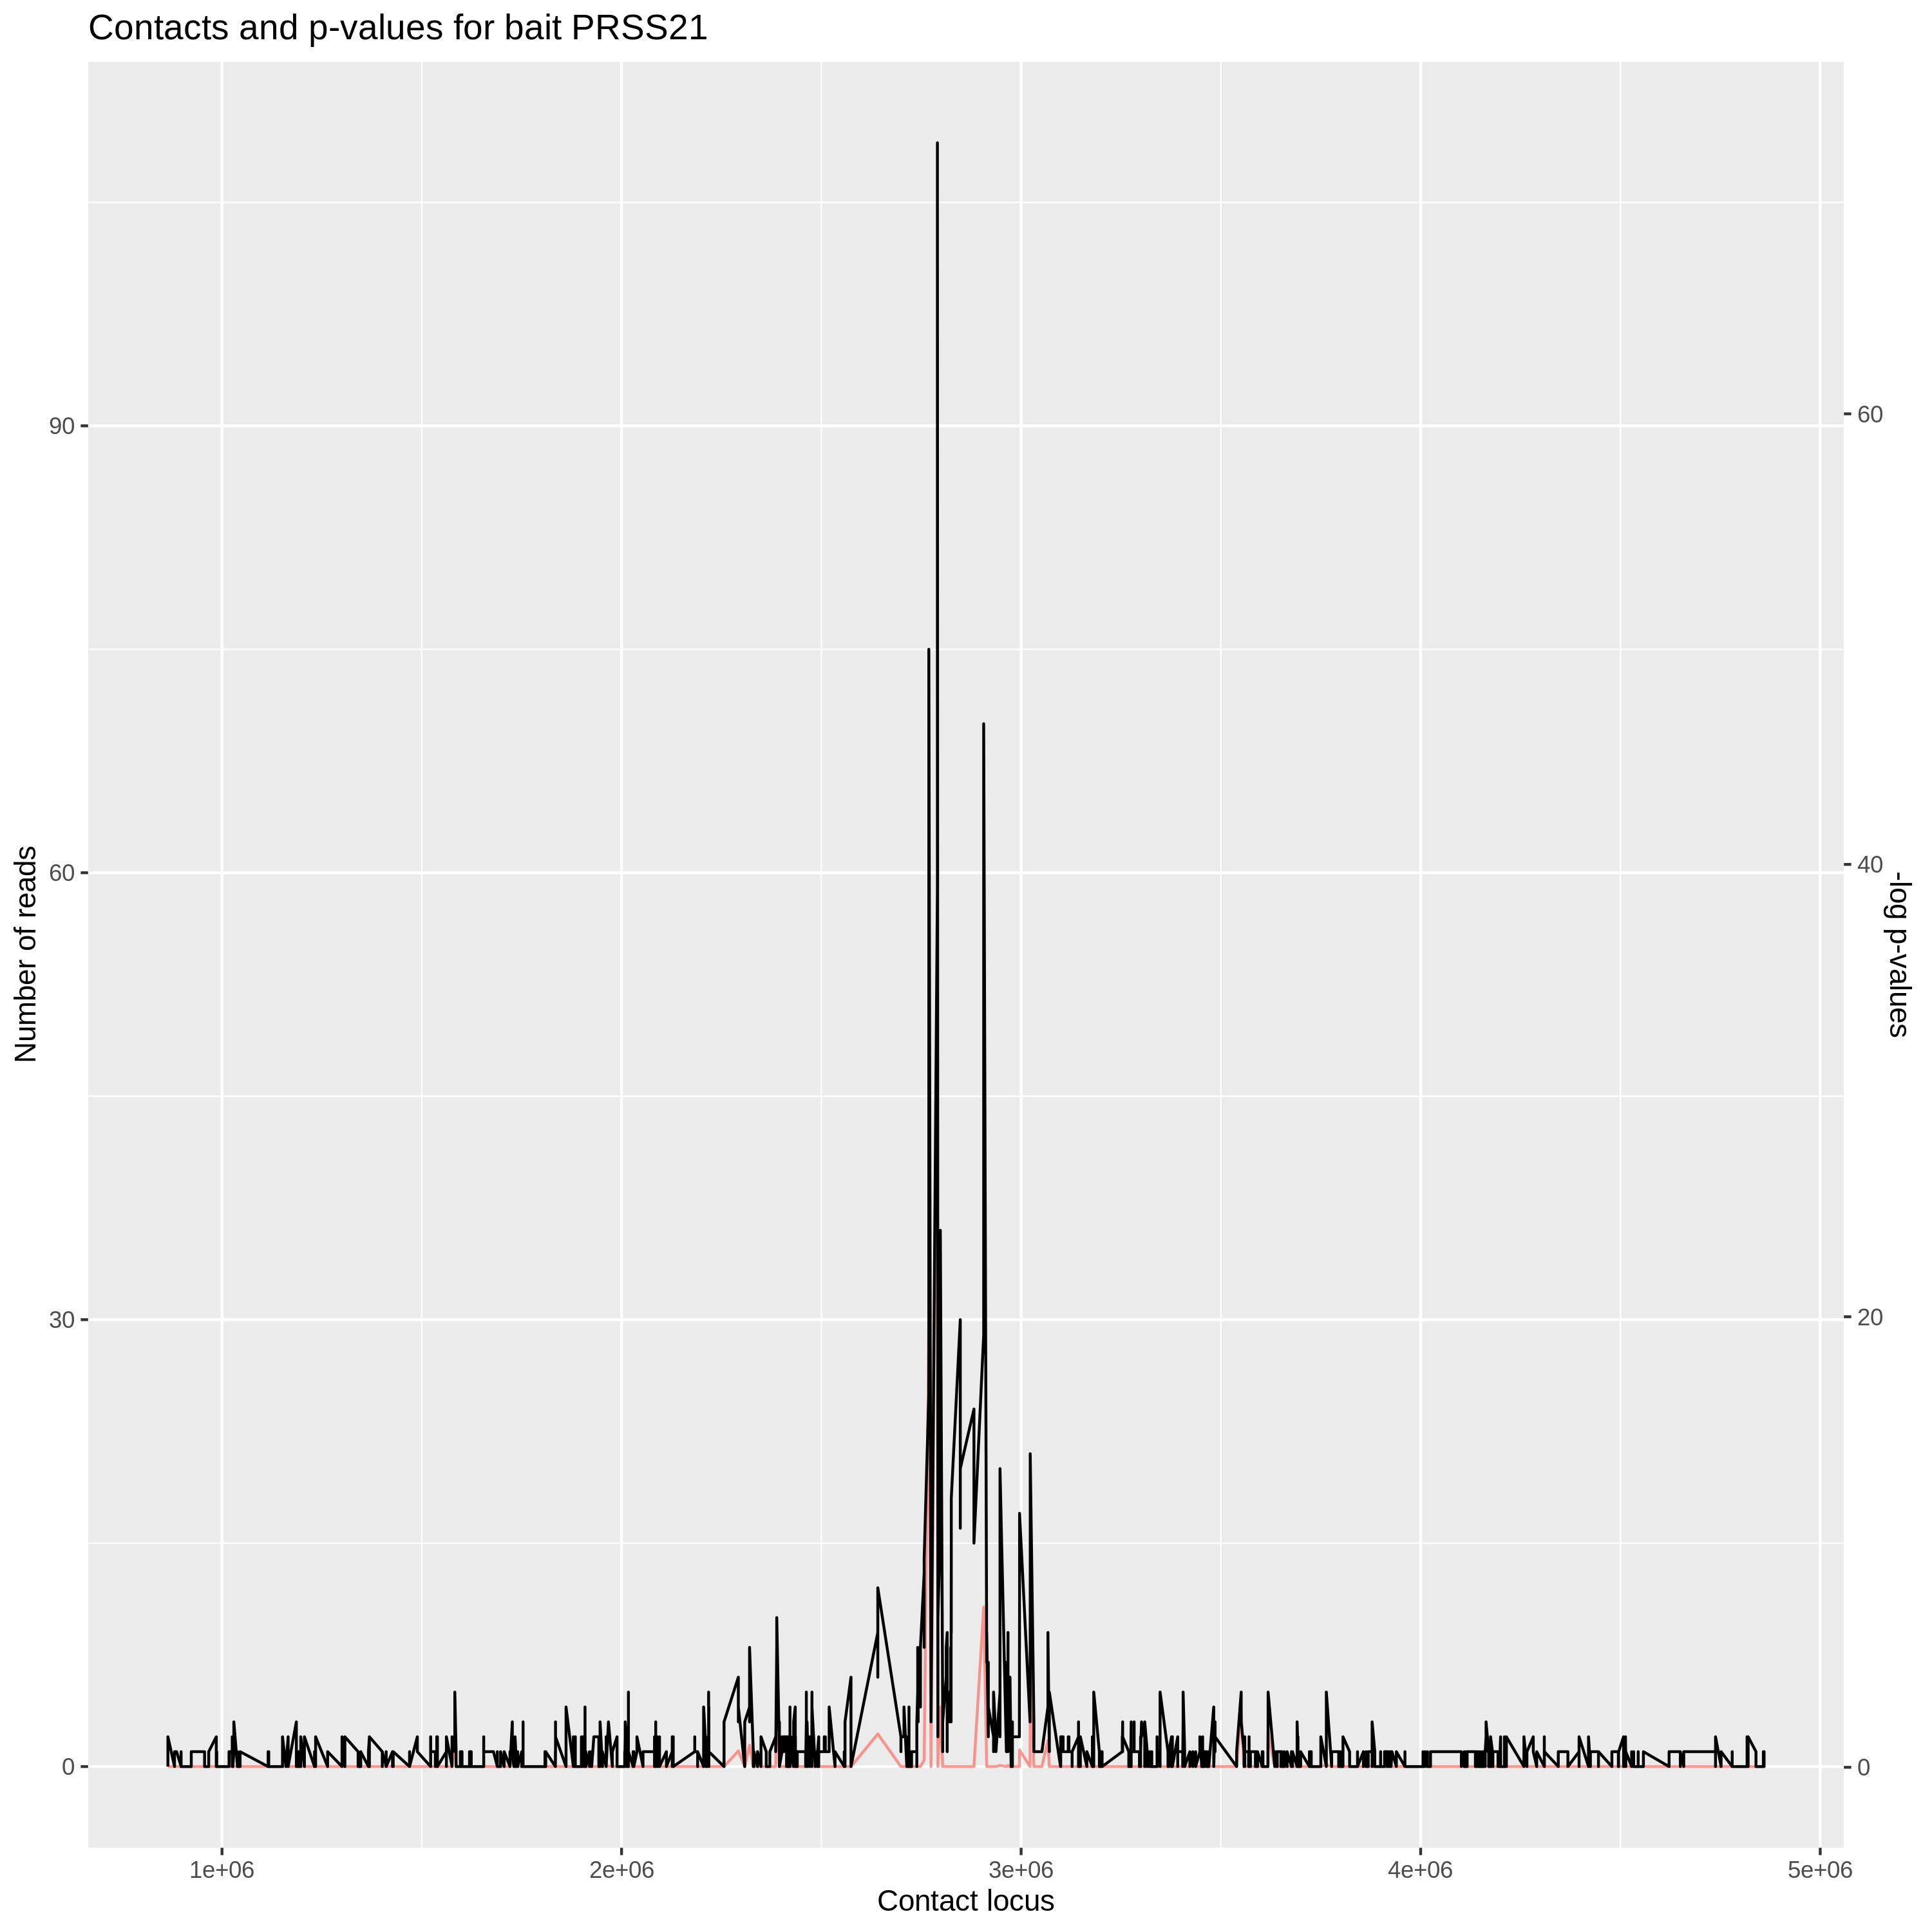 Contacts and p-values for bait PRSS21
90
60
30
0
Number of reads
60
40
20
0
-log p-values
1e+06
2e+06
3e+06
4e+06
5e+06
Contact locus